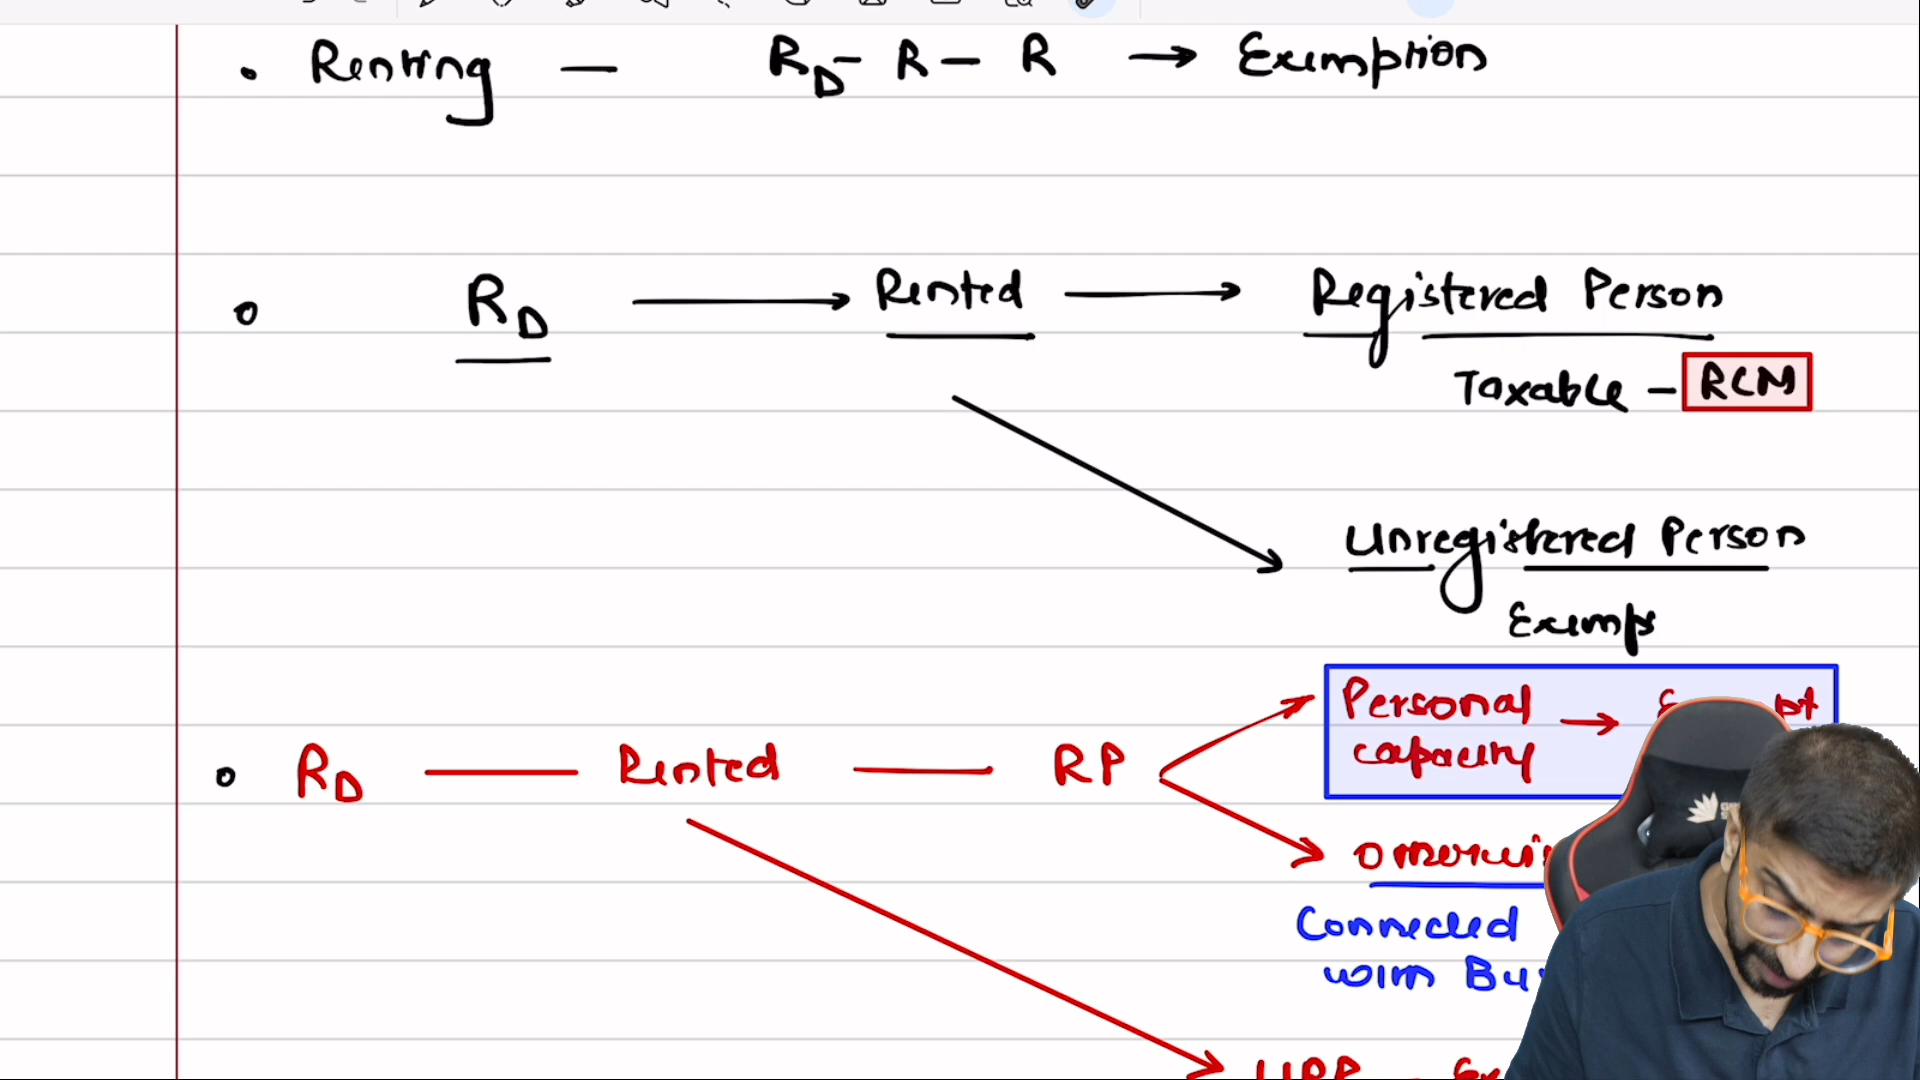 • Renting — RD - R - R → Exemption
• RD → Rented → Registered Person
Taxable - RCM
Unregistered Person
Exempt
Personal →
capacity
• RD — Rented — RP
Connected
with
URP -